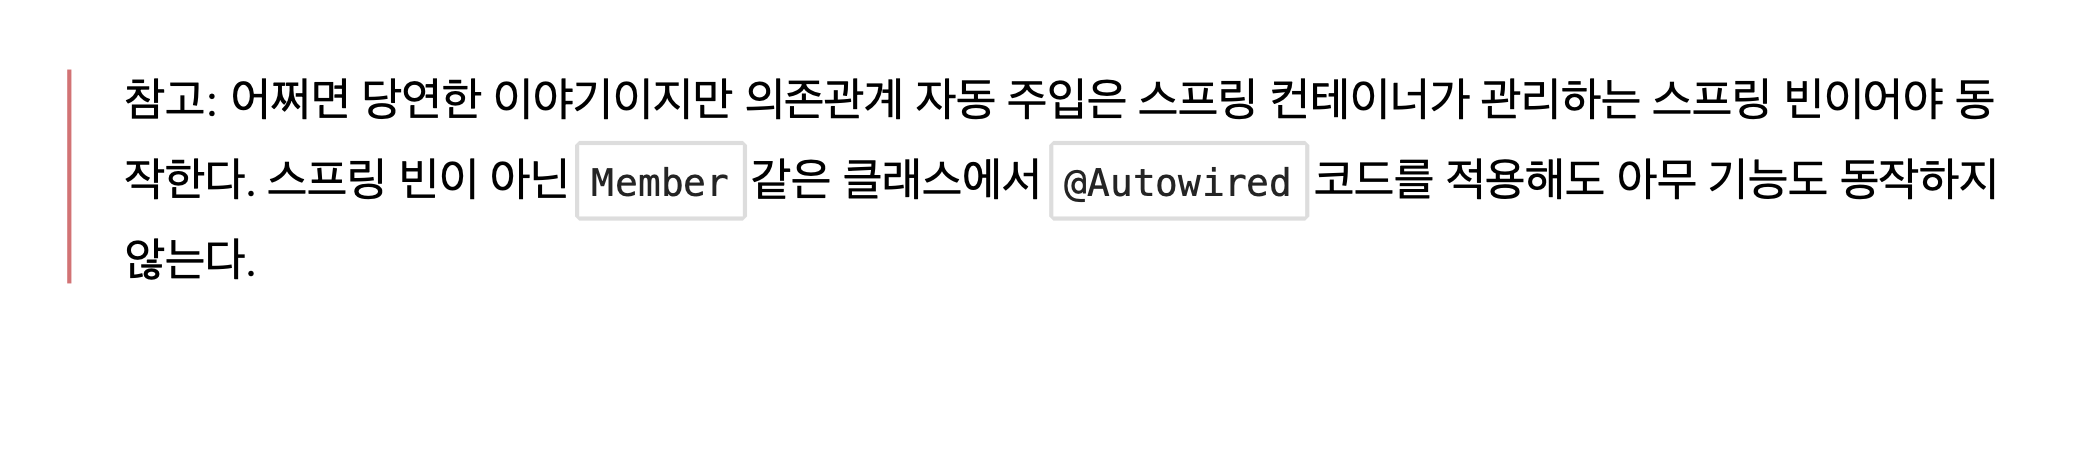 참고: 어쩌면 당연한 이야기이지만 의존관계 자동 주입은 스프링 컨테이너가 관리하는 스프링 빈이어야 동
작한다. 스프링 빈이 아닌 Member 같은 클래스에서 @Autowired 코드를 적용해도 아무 기능도 동작하지
않는다.